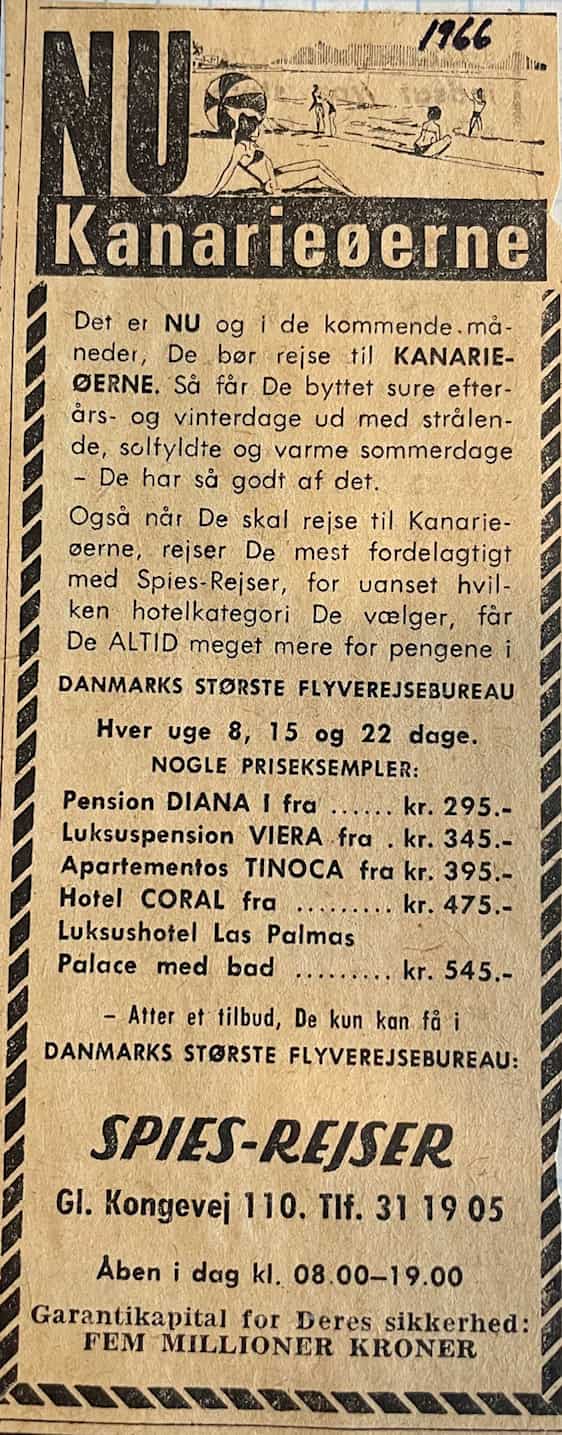 1966
NU
Kanarieøerne
Det er NU og i de kommende må-
neder, De bør rejse til KANARIE-
ØERNE. Så får De byttet sure efter-
års- og vinterdage ud med strålen-
de, solfyldte og varme sommerdage
– De har så godt af det.
Også når De skal rejse til Kanarie-
øerne, rejser De mest fordelagtigt
med Spies-Rejser, for uanset hvil-
ken hotelkategori De vælger, får
De ALTID meget mere for pengene i
DANMARKS STØRSTE FLYVEREJSEBUREAU
Hver uge 8, 15 og 22 dage.
NOGLE PRISEKSEMPLER:
Pension DIANA I fra ...... kr. 295.-
Luksuspension VIERA fra . kr. 345.-
Apartementos TINOCA fra kr. 395.-
Hotel CORAL fra ......... kr. 475.-
Luksushotel Las Palmas
Palace med bad ......... kr. 545.-
– Atter et tilbud, De kun kan få i
DANMARKS STØRSTE FLYVEREJSEBUREAU:
SPIES-REJSER
Gl. Kongevej 110. Tlf. 31 19 05
Åben i dag kl. 08.00–19.00
Garantikapital for Deres sikkerhed:
FEM MILLIONER KRONER